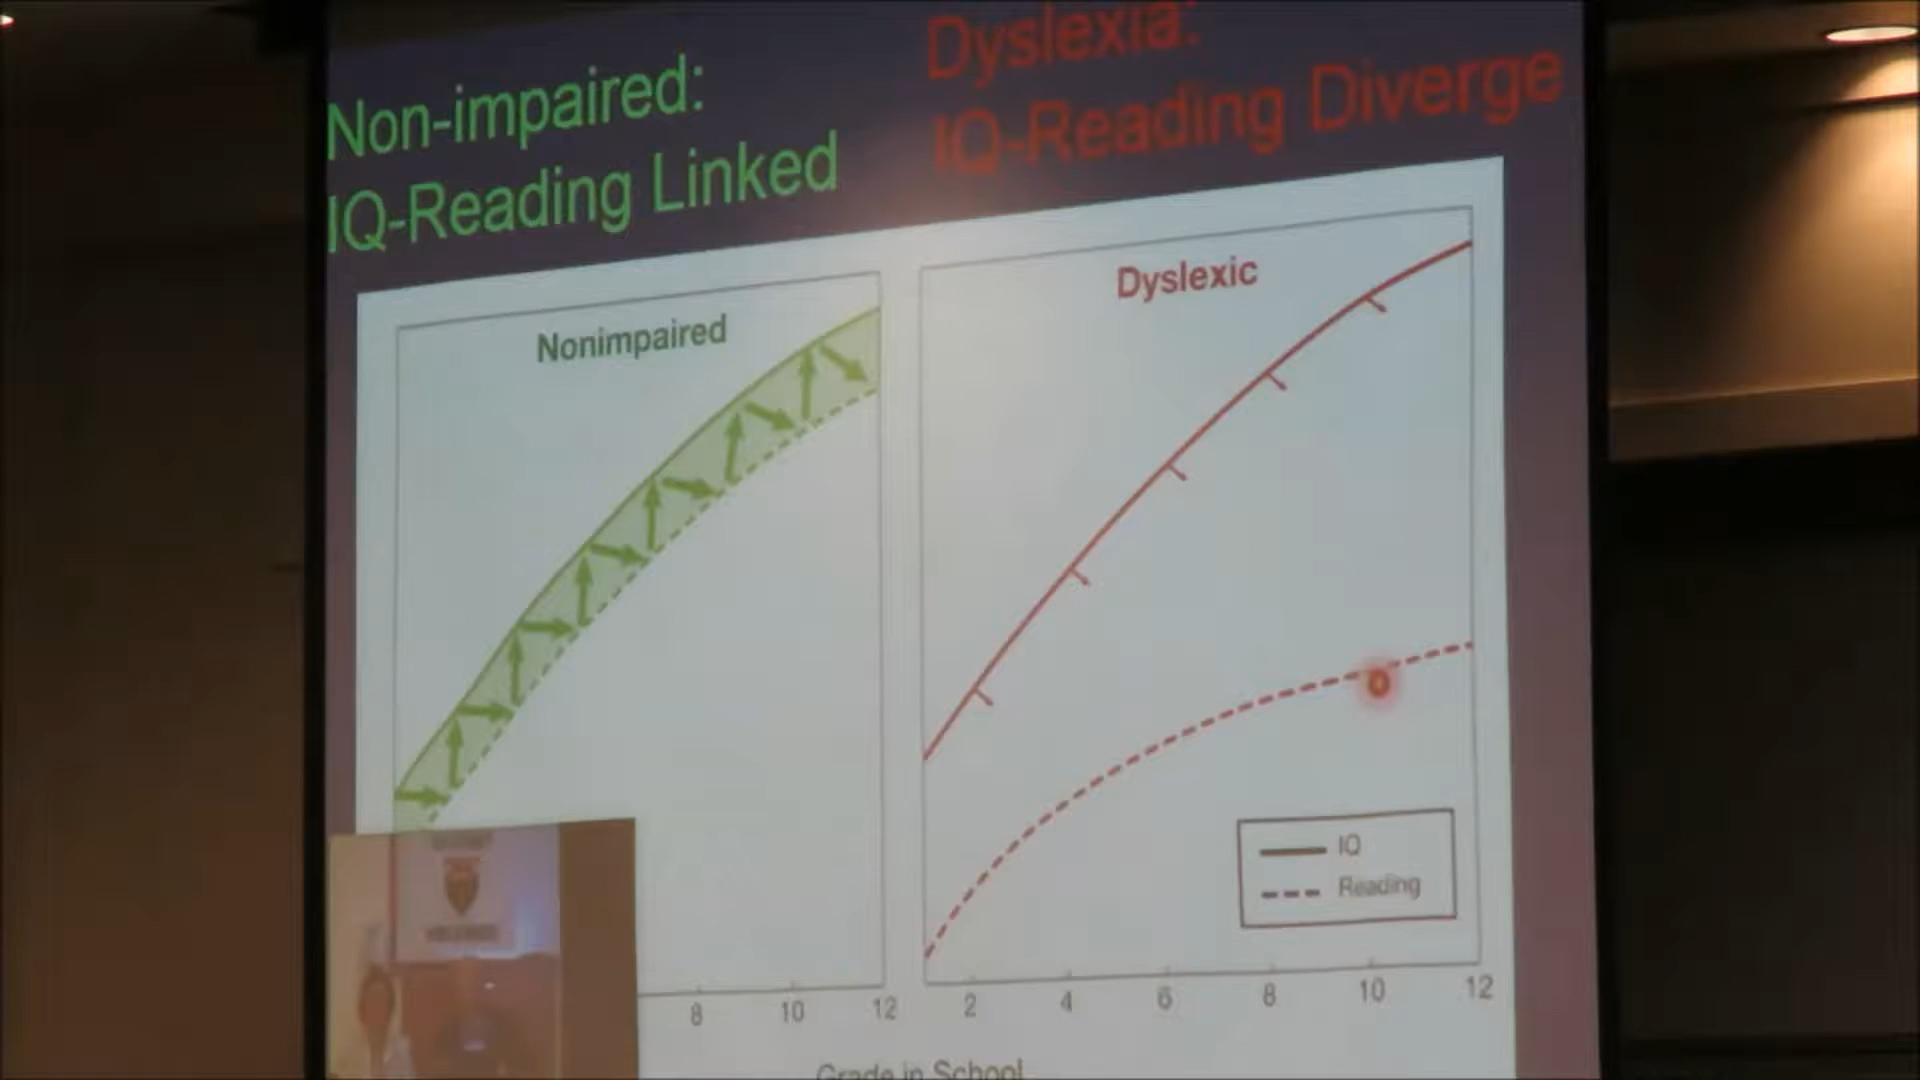 Non-impaired:
IQ-Reading Linked
Dyslexia:
IQ-Reading Diverge
Nonimpaired
Dyslexic
IQ
Reading
8 10 12
2 4 6 8 10 12
Grade in School